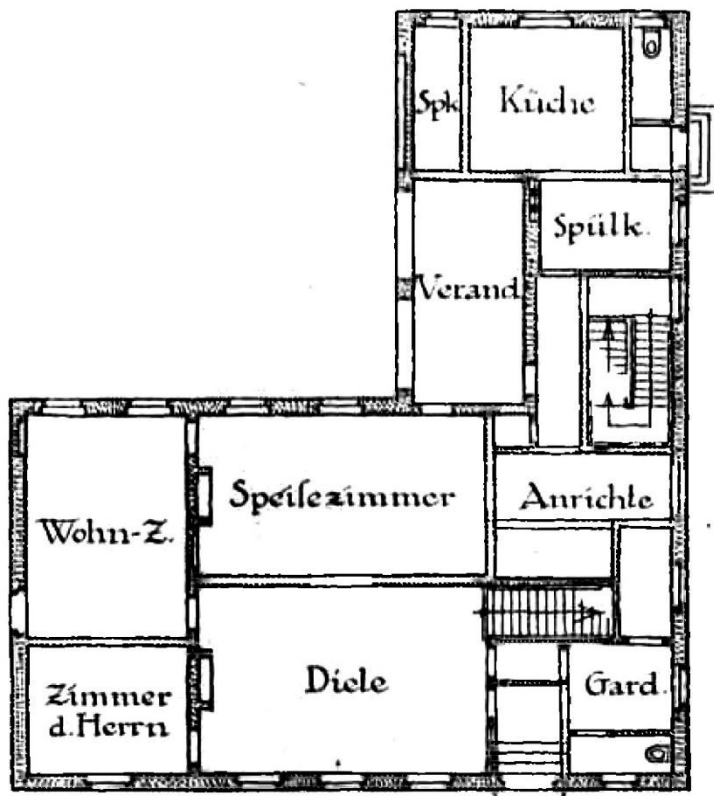 Spk
Küche
Spülk.
Verand
Speisezimmer
Anrichte
Wohn-Z.
Diele
Gard.
Zimmer
d. Herrn